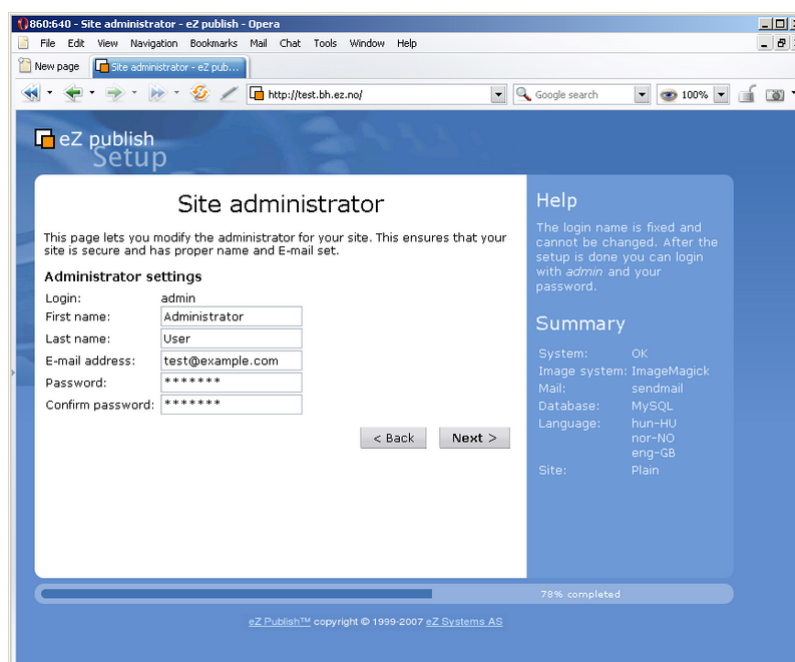 860:640 - Site administrator - eZ publish - Opera
File Edit View Navigation Bookmarks Mail Chat Tools Window Help
New page Site administrator - eZ pub...
http://test.bh.ez.no/ Google search 100%
eZ publish
Setup
Site administrator
This page lets you modify the administrator for your site. This ensures that your
site is secure and has proper name and E-mail set.
Administrator settings
Login: admin
First name: Administrator
Last name: User
E-mail address: test@example.com
Password: *******
Confirm password: *******
< Back Next >
Help
The login name is fixed and
cannot be changed. After the
setup is done you can login
with admin and your
password.
Summary
System: OK
Image system: ImageMagick
Mail: sendmail
Database: MySQL
Language: hun-HU
nor-NO
eng-GB
Site: Plain
78% completed
eZ Publish™ copyright © 1999-2007 eZ Systems AS